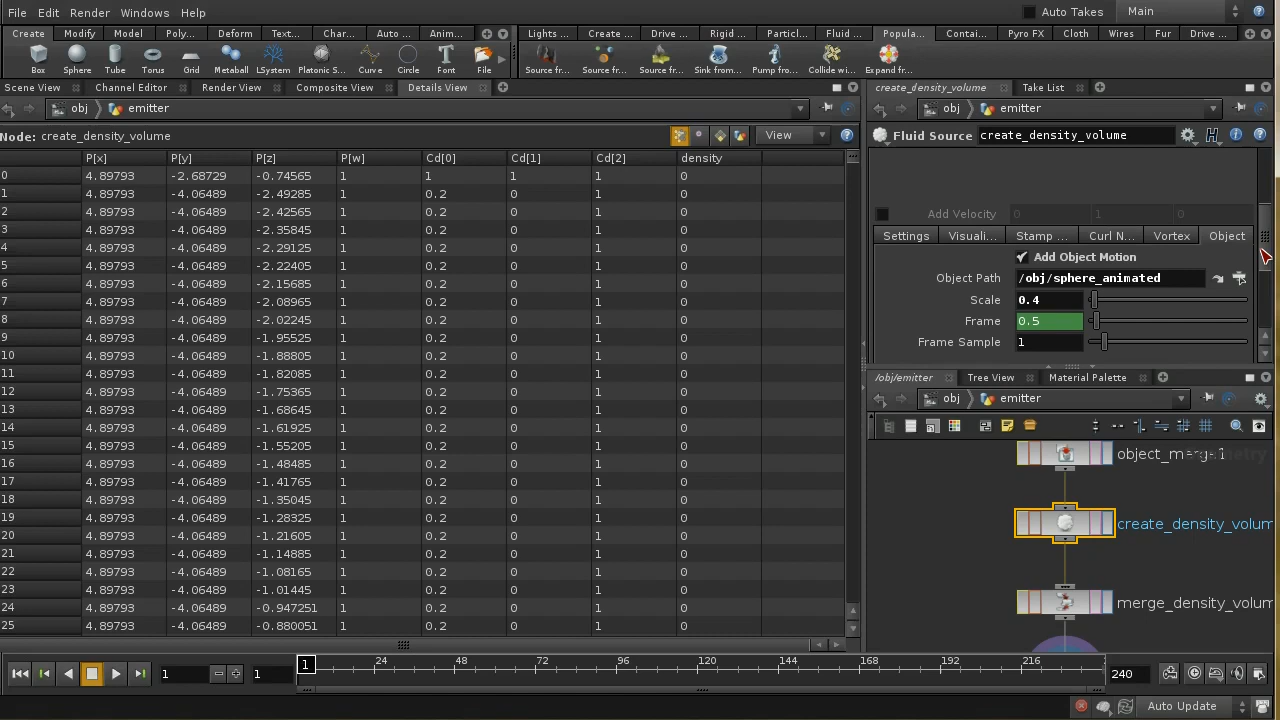 File Edit Render Windows Help Auto Takes Main
Create Modify Model Poly... Deform Text... Char... Auto ... Anim... Lights ... Create ... Drive ... Rigid ... Particl... Fluid ... Popula... Contai... Pyro FX Cloth Wires Fur Drive ...
Box Sphere Tube Torus Grid Metaball LSystem Platonic S... Curve Circle Font File Source fr... Source fr... Source fr... Sink from... Pump fro... Collide wi... Expand fr...
Scene View Channel Editor Render View Composite View Details View
obj emitter
Node: create_density_volume View
P[x] P[y] P[z] P[w] Cd[0] Cd[1] Cd[2] density
0 4.89793 -2.68729 -0.74565 1 1 1 1 0
1 4.89793 -4.06489 -2.49285 1 0.2 0 1 0
2 4.89793 -4.06489 -2.42565 1 0.2 0 1 0
3 4.89793 -4.06489 -2.35845 1 0.2 0 1 0
4 4.89793 -4.06489 -2.29125 1 0.2 0 1 0
5 4.89793 -4.06489 -2.22405 1 0.2 0 1 0
6 4.89793 -4.06489 -2.15685 1 0.2 0 1 0
7 4.89793 -4.06489 -2.08965 1 0.2 0 1 0
8 4.89793 -4.06489 -2.02245 1 0.2 0 1 0
9 4.89793 -4.06489 -1.95525 1 0.2 0 1 0
10 4.89793 -4.06489 -1.88805 1 0.2 0 1 0
11 4.89793 -4.06489 -1.82085 1 0.2 0 1 0
12 4.89793 -4.06489 -1.75365 1 0.2 0 1 0
13 4.89793 -4.06489 -1.68645 1 0.2 0 1 0
14 4.89793 -4.06489 -1.61925 1 0.2 0 1 0
15 4.89793 -4.06489 -1.55205 1 0.2 0 1 0
16 4.89793 -4.06489 -1.48485 1 0.2 0 1 0
17 4.89793 -4.06489 -1.41765 1 0.2 0 1 0
18 4.89793 -4.06489 -1.35045 1 0.2 0 1 0
19 4.89793 -4.06489 -1.28325 1 0.2 0 1 0
20 4.89793 -4.06489 -1.21605 1 0.2 0 1 0
21 4.89793 -4.06489 -1.14885 1 0.2 0 1 0
22 4.89793 -4.06489 -1.08165 1 0.2 0 1 0
23 4.89793 -4.06489 -1.01445 1 0.2 0 1 0
24 4.89793 -4.06489 -0.947251 1 0.2 0 1 0
25 4.89793 -4.06489 -0.880051 1 0.2 0 1 0
create_density_volume Take List
obj emitter
Fluid Source create_density_volume
Add Velocity 0 1 0
Settings Visuali... Stamp ... Curl N... Vortex Object
Add Object Motion
Object Path /obj/sphere_animated
Scale 0.4
Frame 0.5
Frame Sample 1
/obj/emitter Tree View Material Palette
obj emitter
object_merge1
create_density_volum
merge_density_volum
1 1 1 24 48 72 96 120 144 168 192 216 240
Auto Update